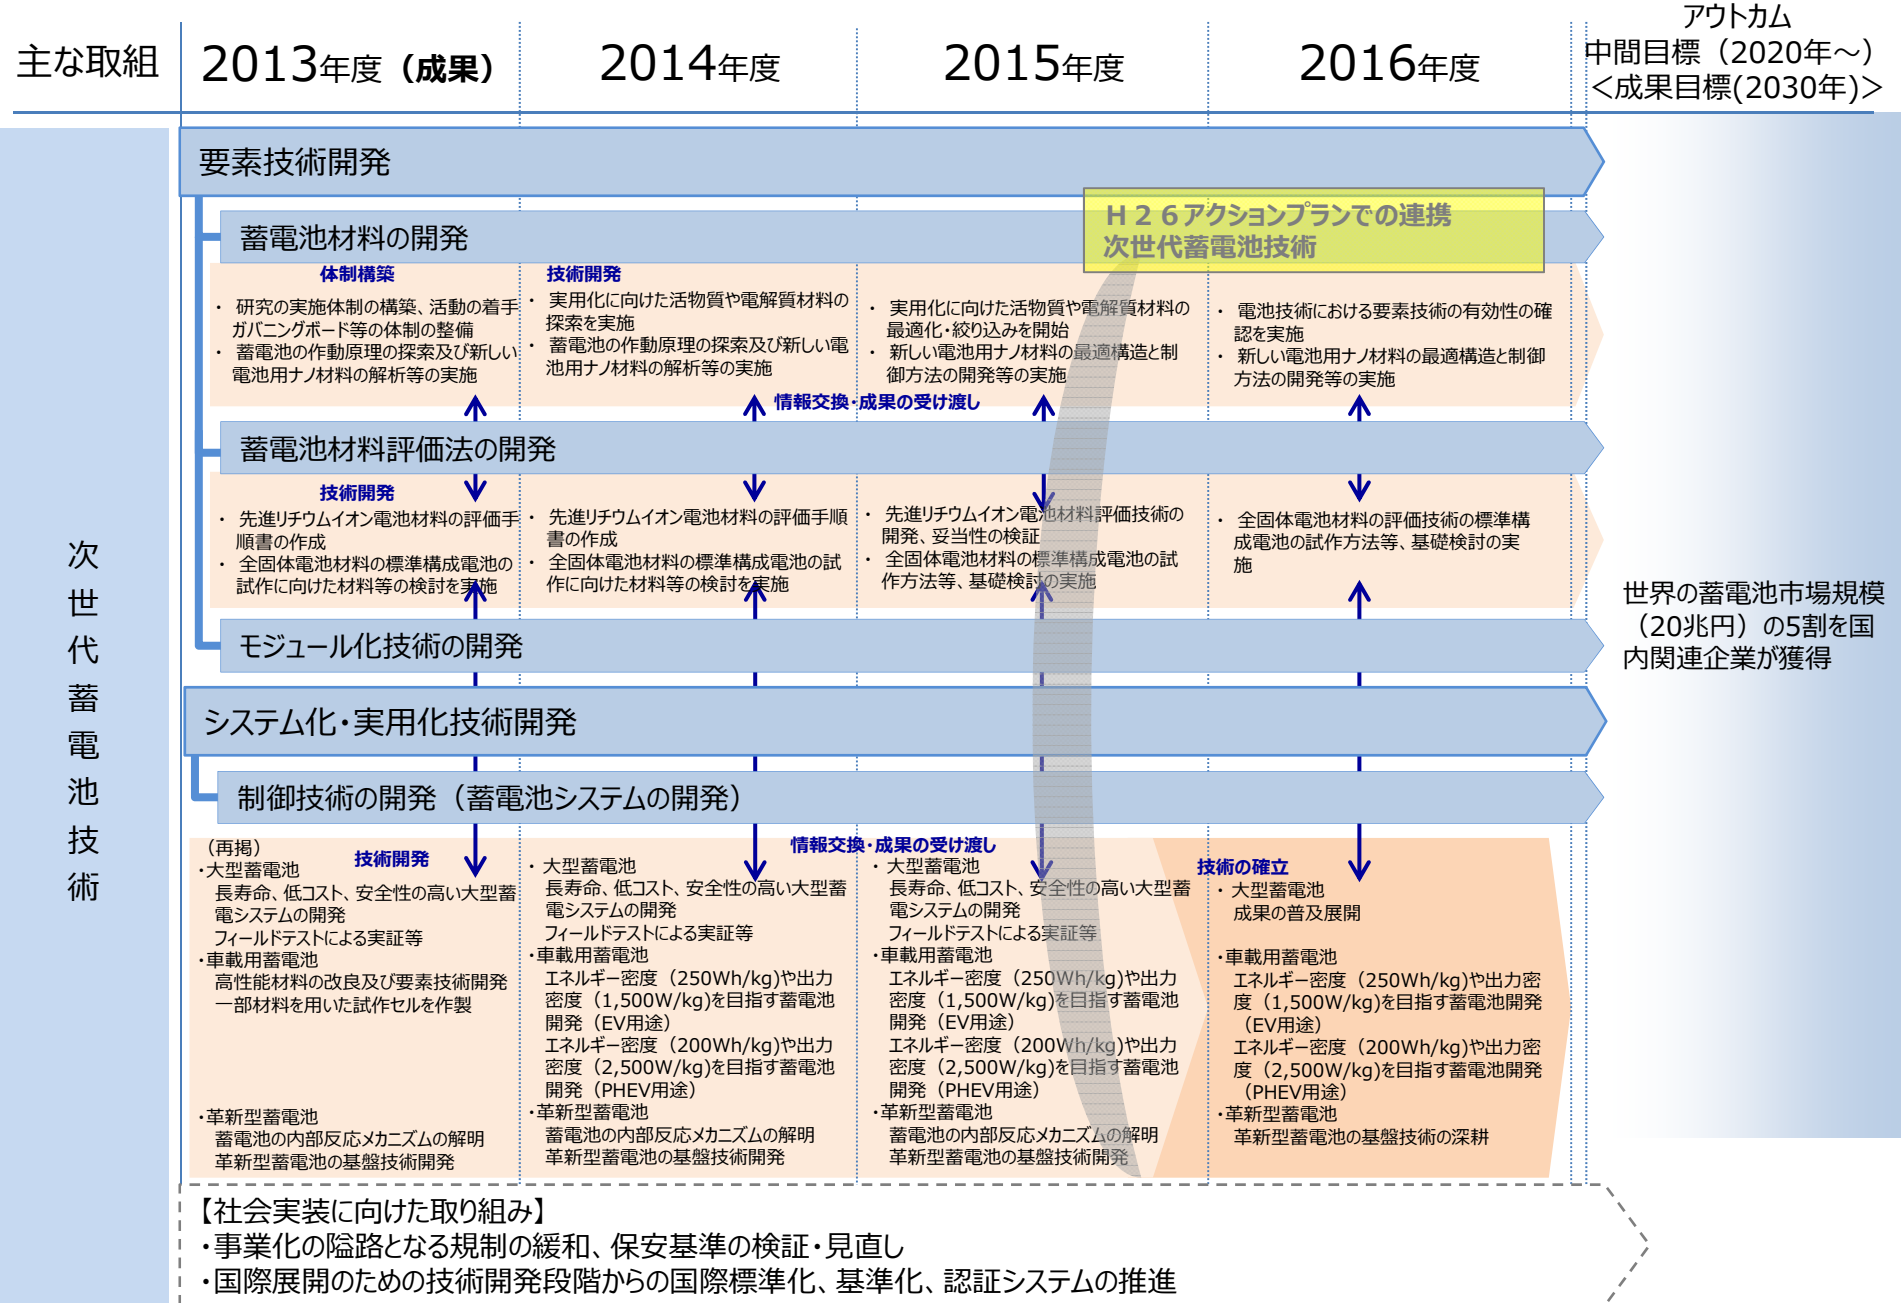 主な取組
2013年度（成果）
2014年度
2015年度
2016年度
アウトカム
中間目標（2020年～）
＜成果目標(2030年)＞
次世代蓄電池技術
要素技術開発
H２６アクションプランでの連携
次世代蓄電池技術
蓄電池材料の開発
体制構築
・ 研究の実施体制の構築、活動の着手
ガバニングボード等の体制の整備
・ 蓄電池の作動原理の探索及び新しい
電池用ナノ材料の解析等の実施
技術開発
・ 実用化に向けた活物質や電解質材料の
探索を実施
・ 蓄電池の作動原理の探索及び新しい電
池用ナノ材料の解析等の実施
・ 実用化に向けた活物質や電解質材料の
最適化・絞り込みを開始
・ 新しい電池用ナノ材料の最適構造と制
御方法の開発等の実施
・ 電池技術における要素技術の有効性の確
認を実施
・ 新しい電池用ナノ材料の最適構造と制御
方法の開発等の実施
情報交換・成果の受け渡し
蓄電池材料評価法の開発
技術開発
・ 先進リチウムイオン電池材料の評価手
順書の作成
・ 全固体電池材料の標準構成電池の
試作に向けた材料等の検討を実施
・ 先進リチウムイオン電池材料の評価手順
書の作成
・ 全固体電池材料の標準構成電池の試
作に向けた材料等の検討を実施
・ 先進リチウムイオン電池材料評価技術の
開発、妥当性の検証
・ 全固体電池材料の標準構成電池の試
作方法等、基礎検討の実施
・ 全固体電池材料の評価技術の標準構
成電池の試作方法等、基礎検討の実
施
モジュール化技術の開発
世界の蓄電池市場規模
（20兆円）の5割を国
内関連企業が獲得
システム化・実用化技術開発
制御技術の開発（蓄電池システムの開発）
（再掲）
技術開発
・大型蓄電池
長寿命、低コスト、安全性の高い大型蓄
電システムの開発
フィールドテストによる実証等
・車載用蓄電池
高性能材料の改良及び要素技術開発
一部材料を用いた試作セルを作製
・革新型蓄電池
蓄電池の内部反応メカニズムの解明
革新型蓄電池の基盤技術開発
情報交換・成果の受け渡し
・ 大型蓄電池
長寿命、低コスト、安全性の高い大型蓄
電システムの開発
フィールドテストによる実証等
・車載用蓄電池
エネルギー密度（250Wh/kg)や出力
密度（1,500W/kg)を目指す蓄電池
開発（EV用途）
エネルギー密度（200Wh/kg)や出力
密度（2,500W/kg)を目指す蓄電池
開発（PHEV用途）
・革新型蓄電池
蓄電池の内部反応メカニズムの解明
革新型蓄電池の基盤技術開発
・ 大型蓄電池
長寿命、低コスト、安全性の高い大型蓄
電システムの開発
フィールドテストによる実証等
・車載用蓄電池
エネルギー密度（250Wh/kg)や出力
密度（1,500W/kg)を目指す蓄電池
開発（EV用途）
エネルギー密度（200Wh/kg)や出力
密度（2,500W/kg)を目指す蓄電池
開発（PHEV用途）
・革新型蓄電池
蓄電池の内部反応メカニズムの解明
革新型蓄電池の基盤技術開発
技術の確立
・ 大型蓄電池
成果の普及展開
・車載用蓄電池
エネルギー密度（250Wh/kg)や出力密
度（1,500W/kg)を目指す蓄電池開発
（EV用途）
エネルギー密度（200Wh/kg)や出力密
度（2,500W/kg)を目指す蓄電池開発
（PHEV用途）
・革新型蓄電池
革新型蓄電池の基盤技術の深耕
【社会実装に向けた取り組み】
・事業化の隘路となる規制の緩和、保安基準の検証・見直し
・国際展開のための技術開発段階からの国際標準化、基準化、認証システムの推進